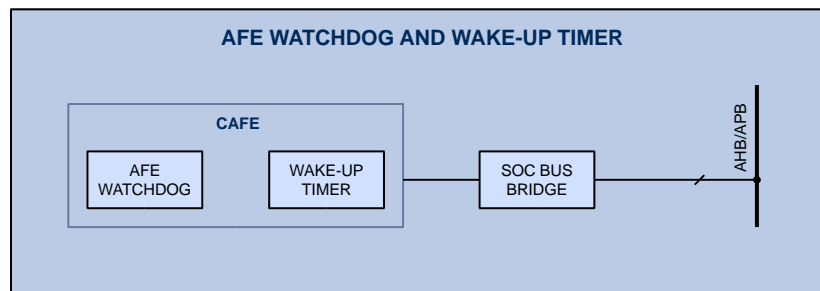 AFE WATCHDOG AND WAKE-UP TIMER
CAFE
AFE
WATCHDOG
WAKE-UP
TIMER
SOC BUS
BRIDGE
AHB/APB